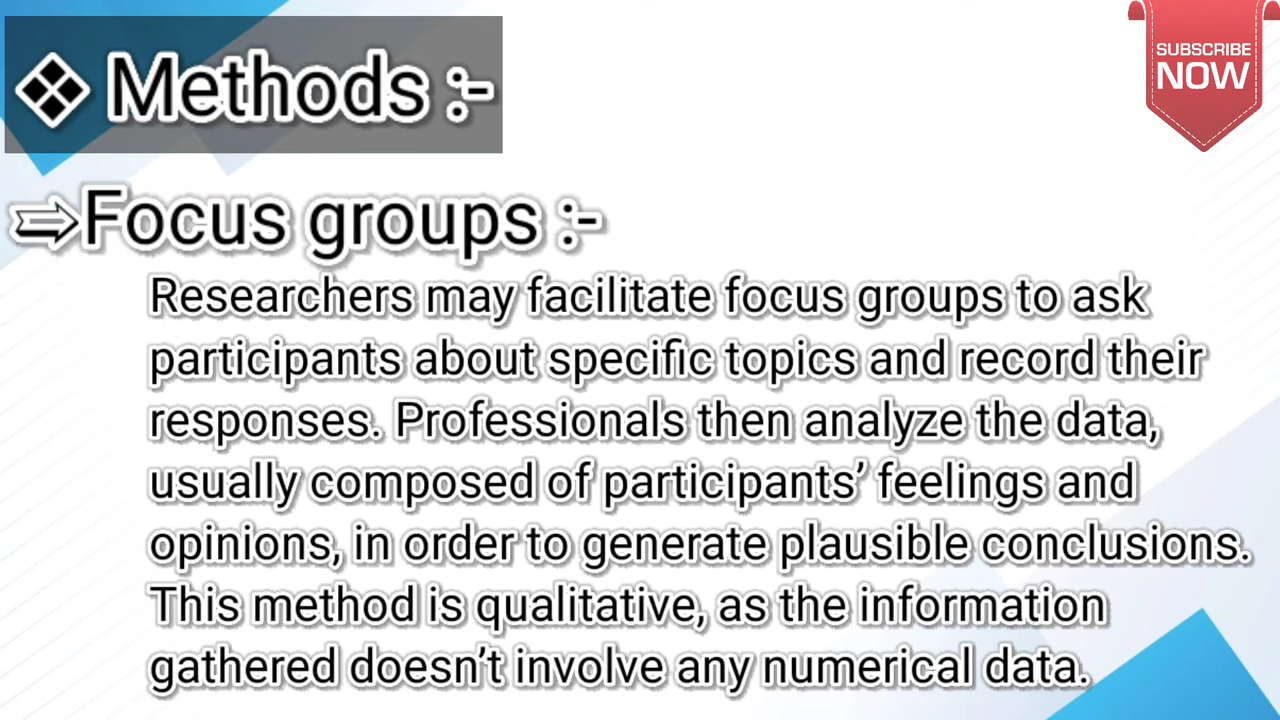 ❖ Methods :-
SUBSCRIBE
NOW
⇨Focus groups :-
Researchers may facilitate focus groups to ask
participants about specific topics and record their
responses. Professionals then analyze the data,
usually composed of participants’ feelings and
opinions, in order to generate plausible conclusions.
This method is qualitative, as the information
gathered doesn’t involve any numerical data.